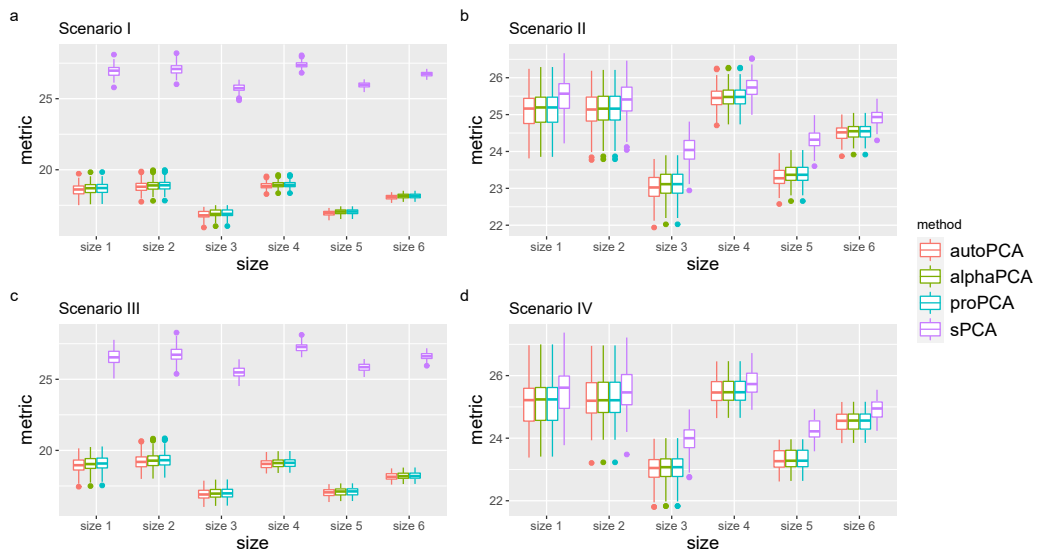 a
Scenario I
metric
25
20
size 1
size 2
size 3
size 4
size 5
size 6
size
b
Scenario II
metric
26
25
24
23
22
size 1
size 2
size 3
size 4
size 5
size 6
size
c
Scenario III
metric
25
20
size 1
size 2
size 3
size 4
size 5
size 6
size
d
Scenario IV
metric
26
24
22
size 1
size 2
size 3
size 4
size 5
size 6
size
method
autoPCA
alphaPCA
proPCA
sPCA